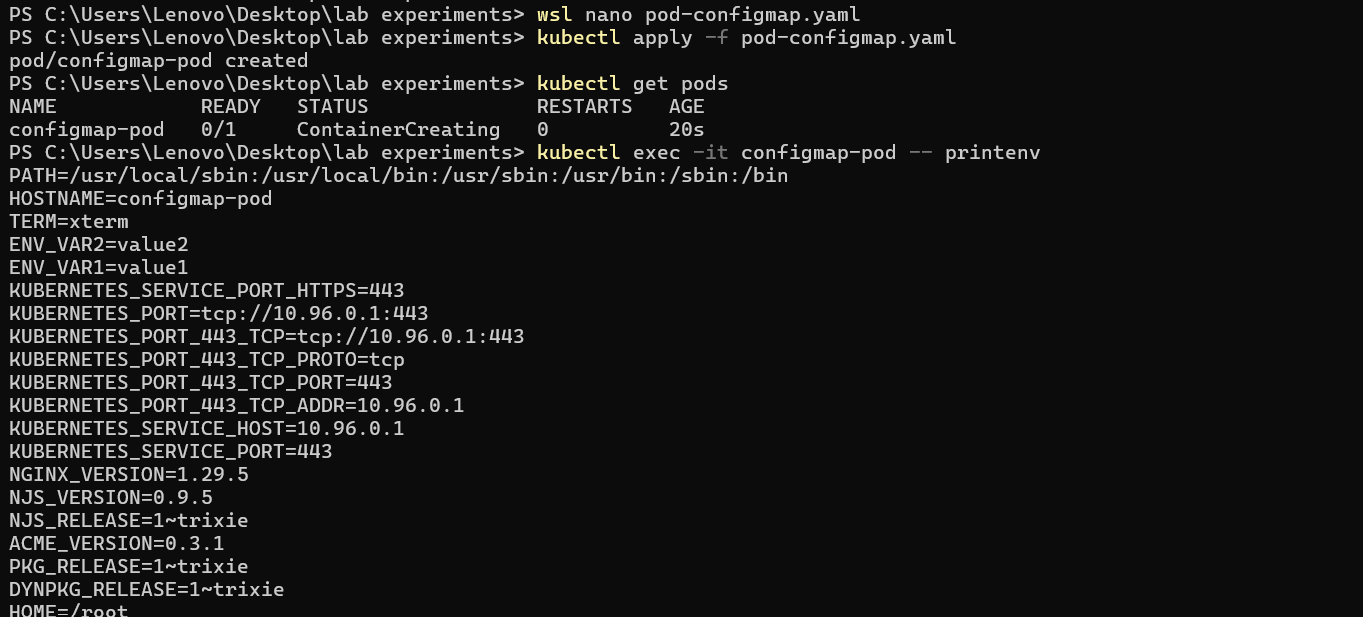 PS C:\Users\Lenovo\Desktop\lab experiments> wsl nano pod-configmap.yaml
PS C:\Users\Lenovo\Desktop\lab experiments> kubectl apply -f pod-configmap.yaml
pod/configmap-pod created
PS C:\Users\Lenovo\Desktop\lab experiments> kubectl get pods
NAME            READY   STATUS              RESTARTS   AGE
configmap-pod   0/1     ContainerCreating   0          20s
PS C:\Users\Lenovo\Desktop\lab experiments> kubectl exec -it configmap-pod -- printenv
PATH=/usr/local/sbin:/usr/local/bin:/usr/sbin:/usr/bin:/sbin:/bin
HOSTNAME=configmap-pod
TERM=xterm
ENV_VAR2=value2
ENV_VAR1=value1
KUBERNETES_SERVICE_PORT_HTTPS=443
KUBERNETES_PORT=tcp://10.96.0.1:443
KUBERNETES_PORT_443_TCP=tcp://10.96.0.1:443
KUBERNETES_PORT_443_TCP_PROTO=tcp
KUBERNETES_PORT_443_TCP_PORT=443
KUBERNETES_PORT_443_TCP_ADDR=10.96.0.1
KUBERNETES_SERVICE_HOST=10.96.0.1
KUBERNETES_SERVICE_PORT=443
NGINX_VERSION=1.29.5
NJS_VERSION=0.9.5
NJS_RELEASE=1~trixie
ACME_VERSION=0.3.1
PKG_RELEASE=1~trixie
DYNPKG_RELEASE=1~trixie
HOME=/root